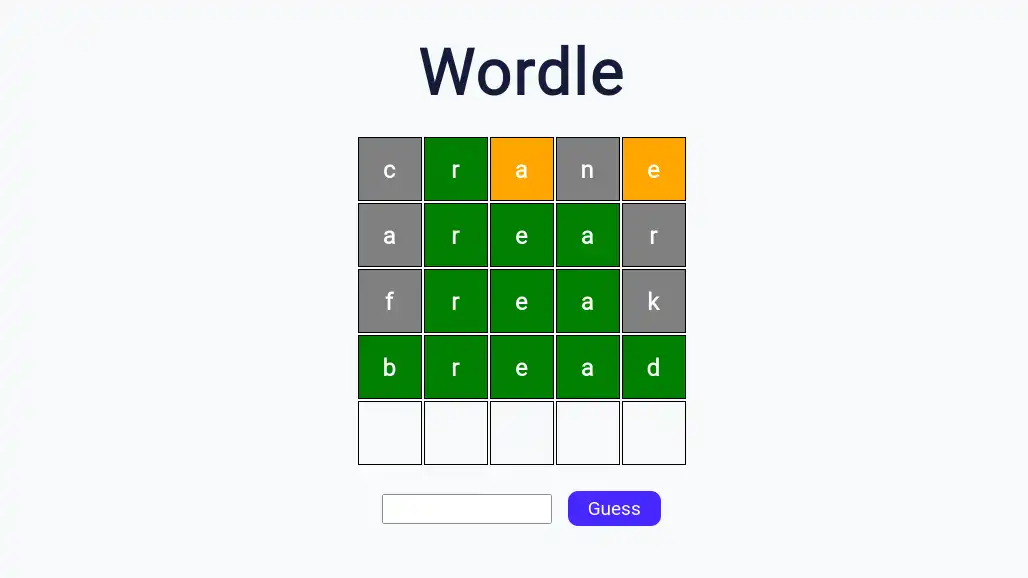 Wordle
c r a n e
a r e a r
f r e a k
b r e a d
Guess